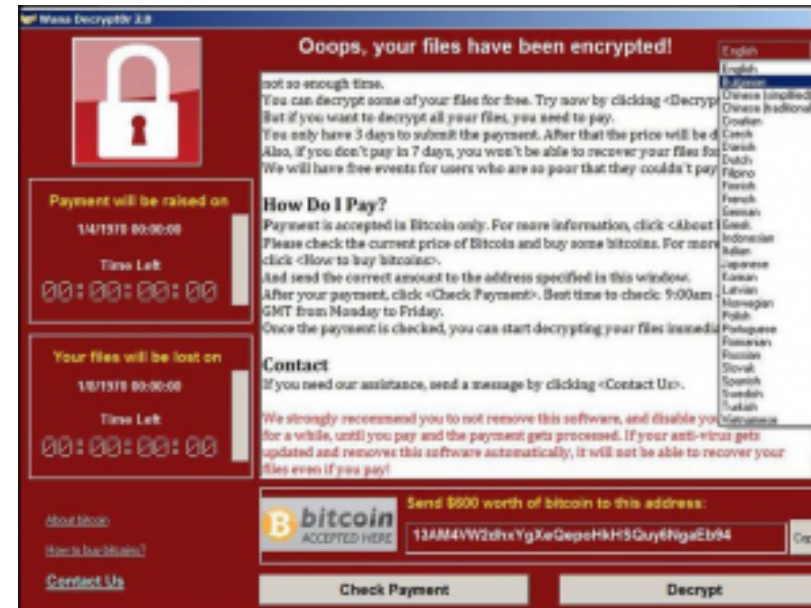 Wana Decrypt0r 2.0
Ooops, your files have been encrypted!
English
not so enough time.
You can decrypt some of your files for free. Try now by clicking <Decryp
But if you want to decrypt all your files, you need to pay.
You only have 3 days to submit the payment. After that the price will be d
Also, if you don't pay in 7 days, you won't be able to recover your files fo
We will have free events for users who are so poor that they couldn't pay
How Do I Pay?
Payment is accepted in Bitcoin only. For more information, click <About
Please check the current price of Bitcoin and buy some bitcoins. For more
click <How to buy bitcoins>.
And send the correct amount to the address specified in this window.
After your payment, click <Check Payment>. Best time to check: 9:00am -
GMT from Monday to Friday.
Once the payment is checked, you can start decrypting your files immedia
Contact
If you need our assistance, send a message by clicking <Contact Us>.
We strongly recommend you to not remove this software, and disable yo
for a while, until you pay and the payment gets processed. If your anti-virus gets
updated and removes this software automatically, it will not be able to recover your
files even if you pay!
English
Bulgarian
Chinese (simplified)
Chinese (traditional)
Croatian
Czech
Danish
Dutch
Filipino
Finnish
French
German
Greek
Indonesian
Italian
Japanese
Korean
Latvian
Norwegian
Polish
Portuguese
Romanian
Russian
Slovak
Spanish
Swedish
Turkish
Vietnamese
Payment will be raised on
1/4/1970 00:00:00
Time Left
00:00:00:00
Your files will be lost on
1/8/1970 00:00:00
Time Left
00:00:00:00
About bitcoin
How to buy bitcoins?
Contact Us
bitcoin
ACCEPTED HERE
Send $600 worth of bitcoin to this address:
13AM4VW2dhxYgXeQepoHkHSQuy6NgaEb94
Cop
Check Payment
Decrypt